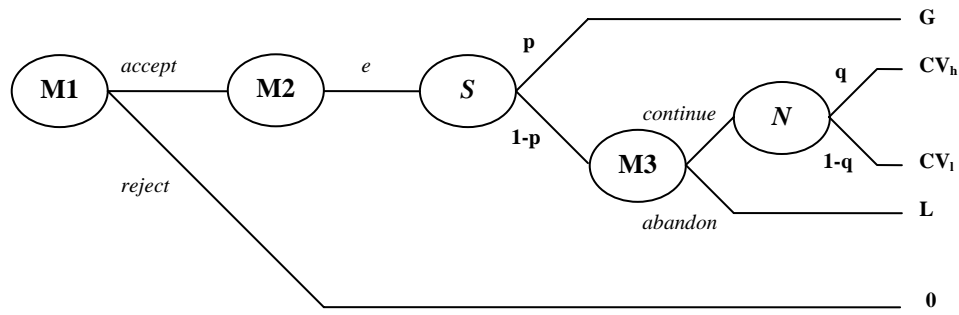 G
p
CVh
accept
e
q
M1
M2
S
continue
N
1-p
1-q
CVl
M3
reject
L
abandon
0